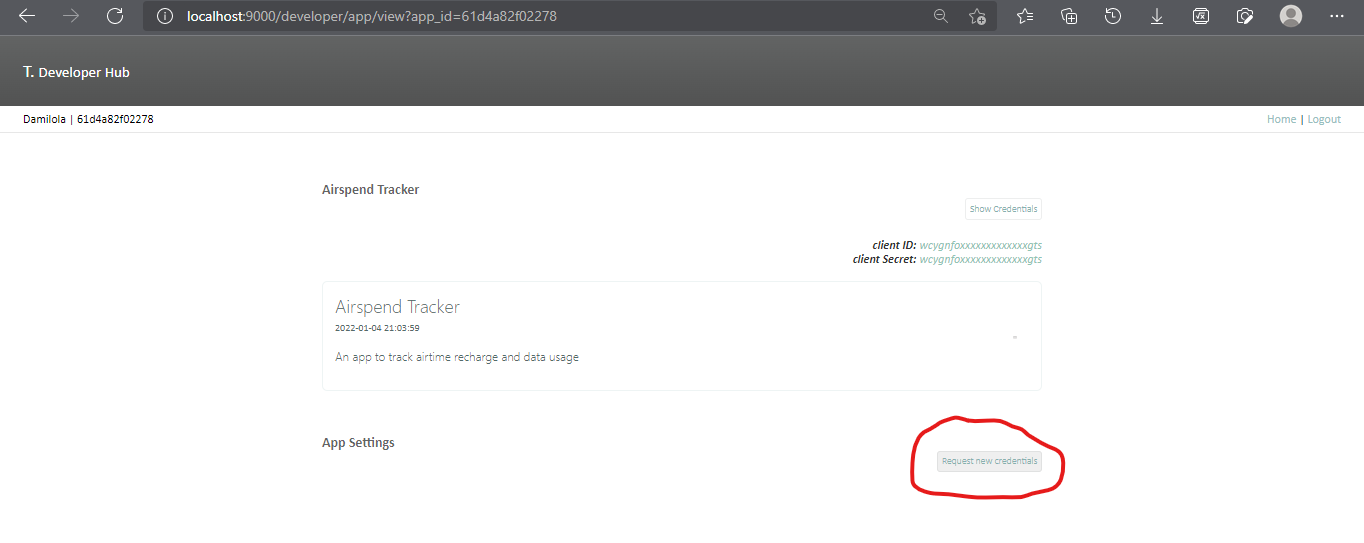 localhost:9000/developer/app/view?app_id=61d4a82f02278
T. Developer Hub
Damilola | 61d4a82f02278
Home | Logout
Airspend Tracker
Show Credentials
client ID: wcygnfoxxxxxxxxxxxxxgts
client Secret: wcygnfoxxxxxxxxxxxxxgts
Airspend Tracker
2022-01-04 21:03:59
An app to track airtime recharge and data usage
App Settings
Request new credentials